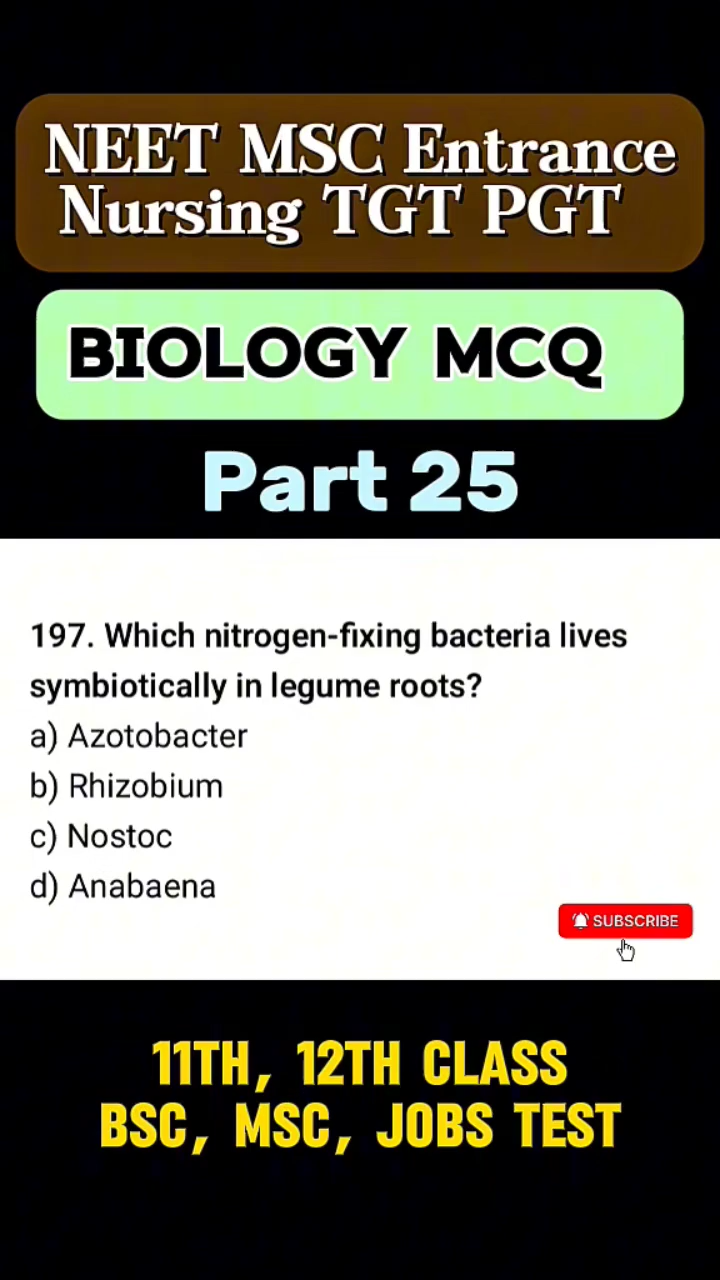 NEET MSC Entrance
Nursing TGT PGT
BIOLOGY MCQ
Part 25
197. Which nitrogen-fixing bacteria lives
symbiotically in legume roots?
a) Azotobacter
b) Rhizobium
c) Nostoc
d) Anabaena
SUBSCRIBE
11TH, 12TH CLASS
BSC, MSC, JOBS TEST